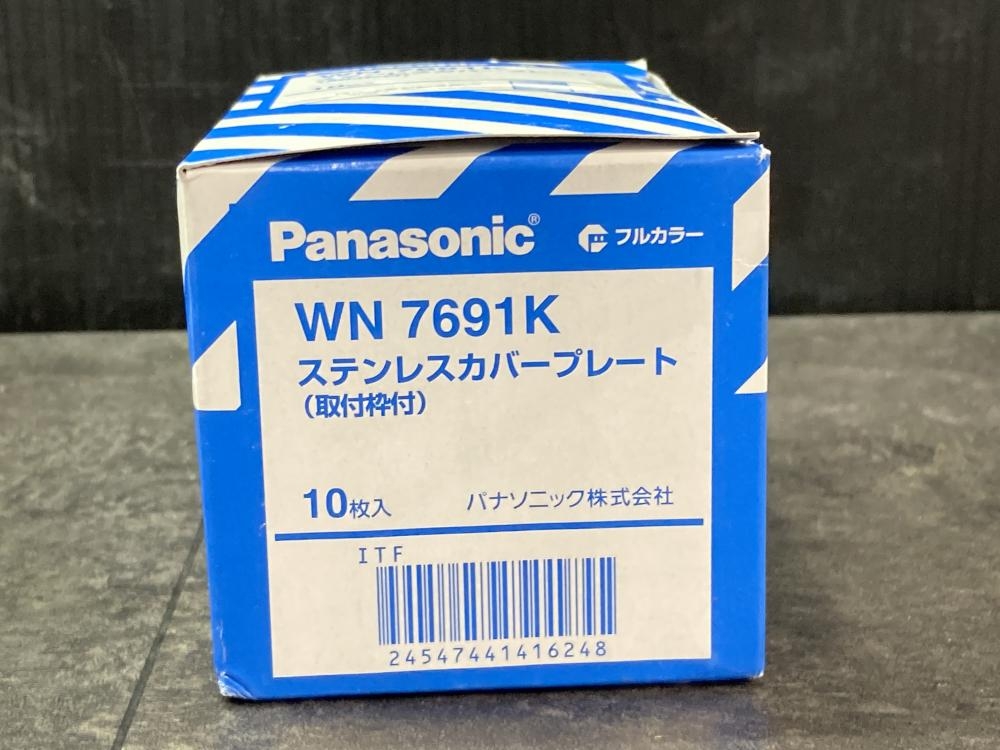 Panasonic® フルカラー
WN 7691K
ステンレスカバープレート
(取付枠付)
10枚入 パナソニック株式会社
ITF
24547441416248